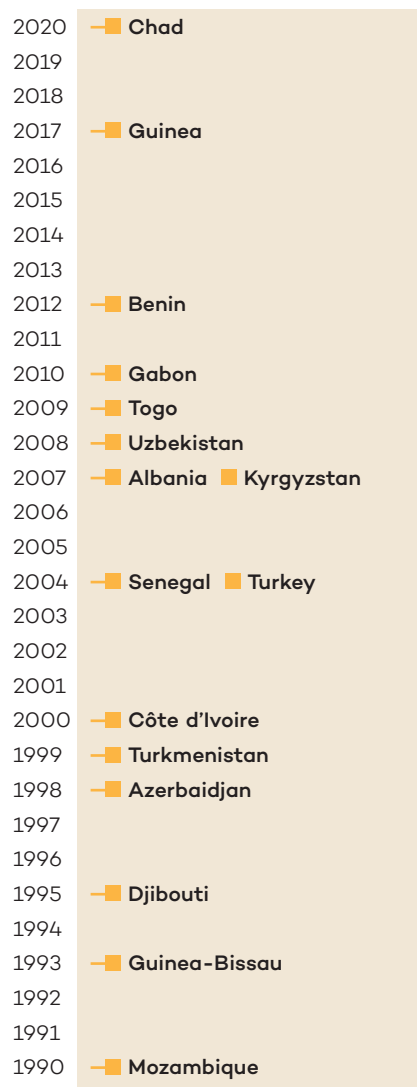 2020 Chad
2019
2018
2017 Guinea
2016
2015
2014
2013
2012 Benin
2011
2010 Gabon
2009 Togo
2008 Uzbekistan
2007 Albania Kyrgyzstan
2006
2005
2004 Senegal Turkey
2003
2002
2001
2000 Côte d’Ivoire
1999 Turkmenistan
1998 Azerbaidjan
1997
1996
1995 Djibouti
1994
1993 Guinea-Bissau
1992
1991
1990 Mozambique